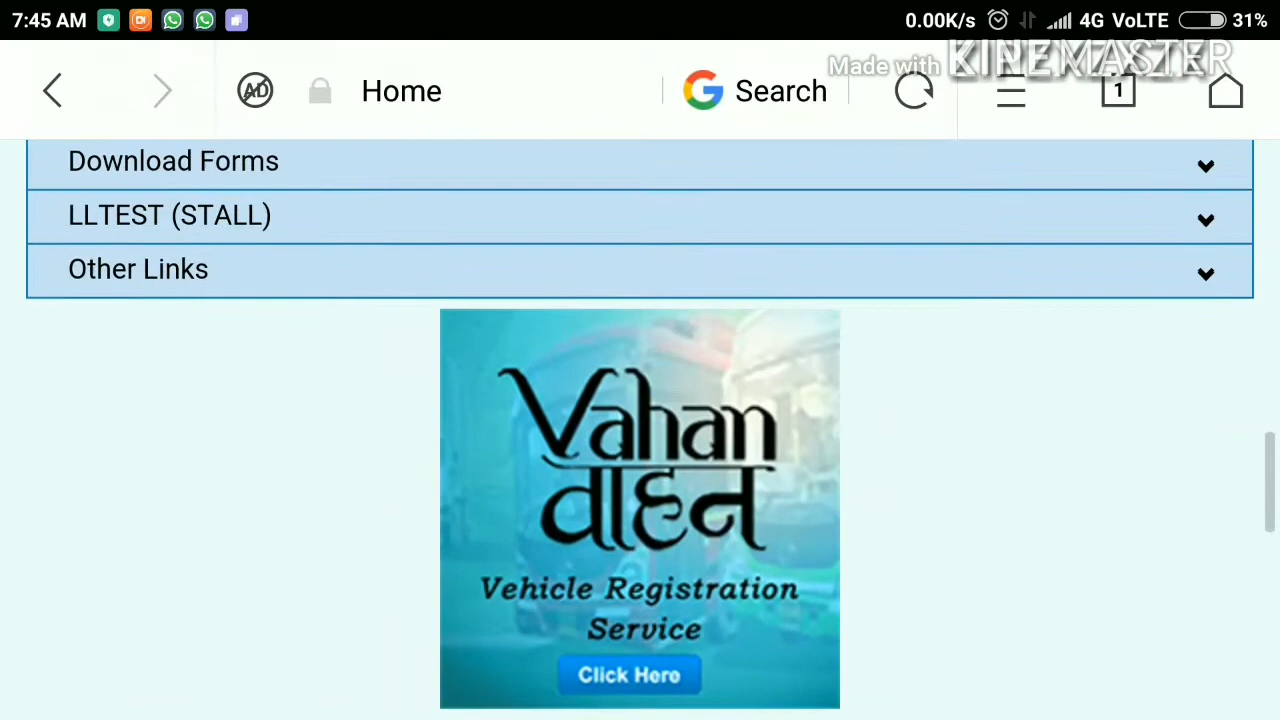 7:45 AM 0.00K/s 4G VoLTE 31%
Made with KINEMASTER
AD Home Search 1
Download Forms
LLTEST (STALL)
Other Links
Vahan
वाहन
Vehicle Registration
Service
Click Here